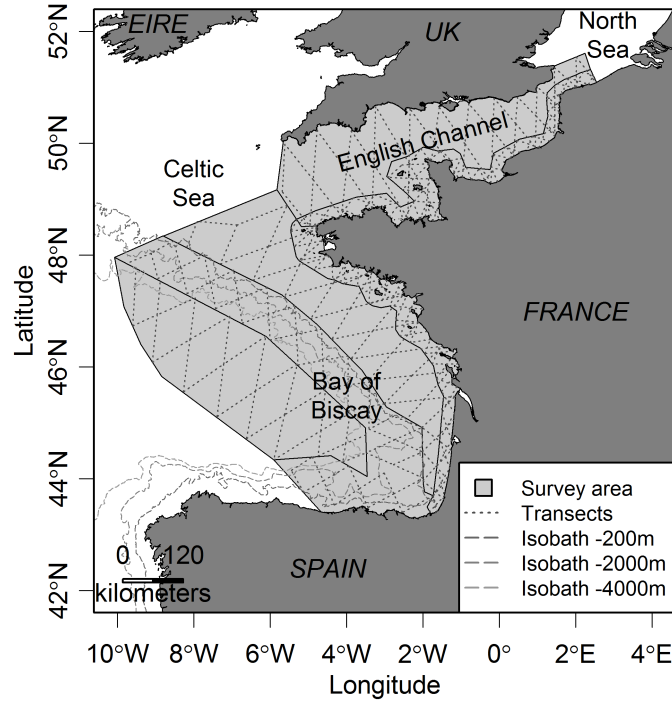 52°N
50°N
48°N
46°N
44°N
42°N
Latitude
EIRE
UK
North
Sea
English Channel
Celtic
Sea
FRANCE
Bay of
Biscay
SPAIN
0 120
kilometers
Survey area
Transects
Isobath -200m
Isobath -2000m
Isobath -4000m
10°W 8°W 6°W 4°W 2°W 0° 2°E 4°E
Longitude